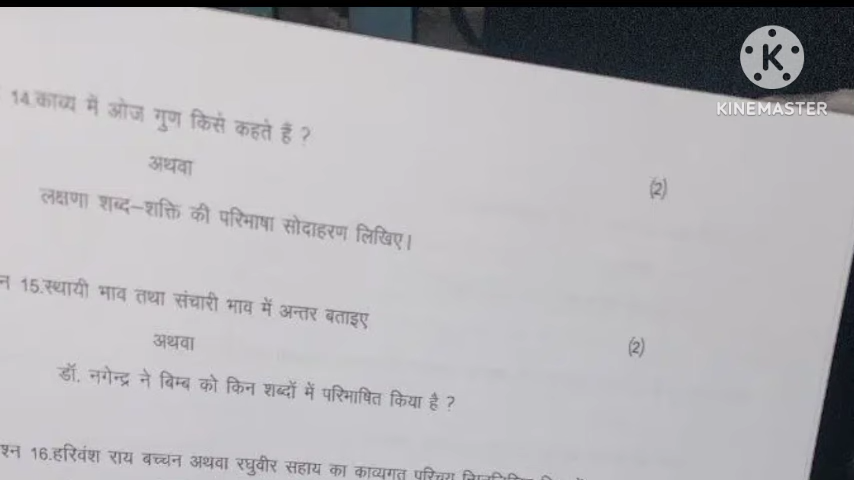 KINEMASTER
14.काव्य में ओज गुण किसे कहते हैं ?
अथवा
(2)
लक्षणा शब्द–शक्ति की परिभाषा सोदाहरण लिखिए।
न 15.स्थायी भाव तथा संचारी भाव में अन्तर बताइए
अथवा
(2)
डॉ. नगेन्द्र ने बिम्ब को किन शब्दों में परिभाषित किया है ?
श्न 16.हरिवंश राय बच्चन अथवा रघुवीर सहाय का काव्यगत परिचय